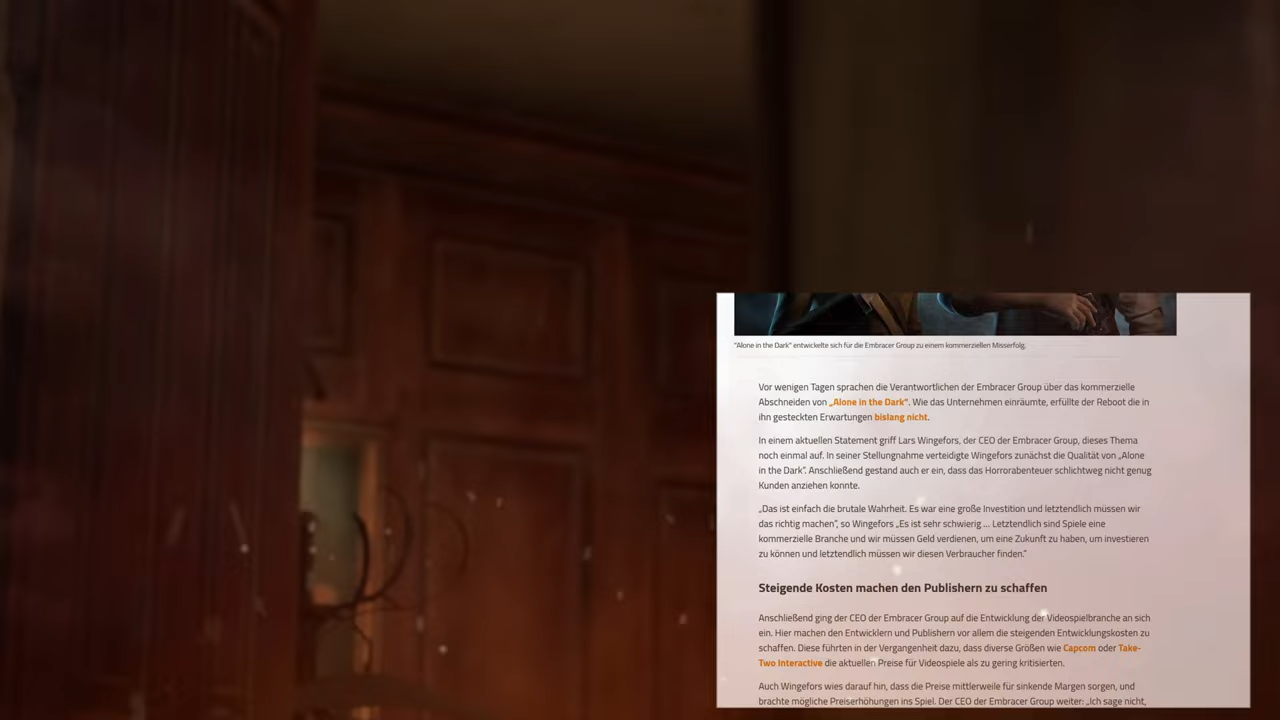 "Alone in the Dark" entwickelte sich für die Embracer Group zu einem kommerziellen Misserfolg.
Vor wenigen Tagen sprachen die Verantwortlichen der Embracer Group über das kommerzielle
Abschneiden von „Alone in the Dark“. Wie das Unternehmen einräumte, erfüllte der Reboot die in
ihn gesteckten Erwartungen bislang nicht.
In einem aktuellen Statement griff Lars Wingefors, der CEO der Embracer Group, dieses Thema
noch einmal auf. In seiner Stellungnahme verteidigte Wingefors zunächst die Qualität von „Alone
in the Dark“. Anschließend gestand auch er ein, dass das Horrorabenteuer schlichtweg nicht genug
Kunden anziehen konnte.
„Das ist einfach die brutale Wahrheit. Es war eine große Investition und letztendlich müssen wir
das richtig machen“, so Wingefors „Es ist sehr schwierig ... Letztendlich sind Spiele eine
kommerzielle Branche und wir müssen Geld verdienen, um eine Zukunft zu haben, um investieren
zu können und letztendlich müssen wir diesen Verbraucher finden.“
Steigende Kosten machen den Publishern zu schaffen
Anschließend ging der CEO der Embracer Group auf die Entwicklung der Videospielbranche an sich
ein. Hier machen den Entwicklern und Publishern vor allem die steigenden Entwicklungskosten zu
schaffen. Diese führten in der Vergangenheit dazu, dass diverse Größen wie Capcom oder Take-
Two Interactive die aktuellen Preise für Videospiele als zu gering kritisierten.
Auch Wingefors wies darauf hin, dass die Preise mittlerweile für sinkende Margen sorgen, und
brachte mögliche Preiserhöhungen ins Spiel. Der CEO der Embracer Group weiter: „Ich sage nicht,